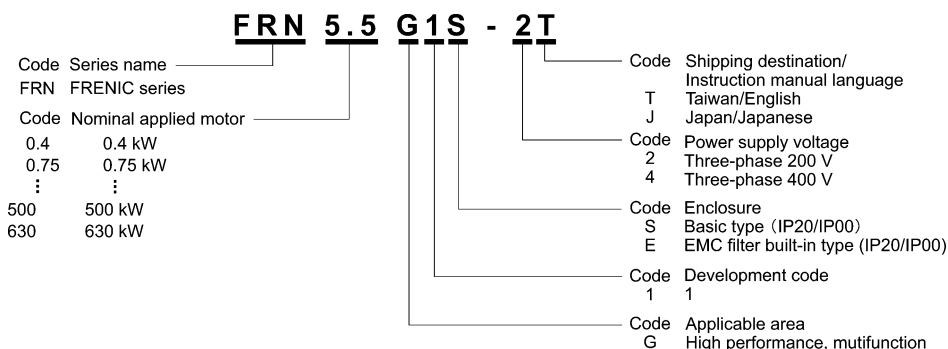 FRN 5.5 G1S - 2T
Code Series name
FRN FRENIC series
Code Nominal applied motor
0.4 0.4 kW
0.75 0.75 kW
⋮ ⋮
500 500 kW
630 630 kW
Code Shipping destination/
Instruction manual language
T Taiwan/English
J Japan/Japanese
Code Power supply voltage
2 Three-phase 200 V
4 Three-phase 400 V
Code Enclosure
S Basic type (IP20/IP00)
E EMC filter built-in type (IP20/IP00)
Code Development code
1 1
Code Applicable area
G High performance, mutifunction